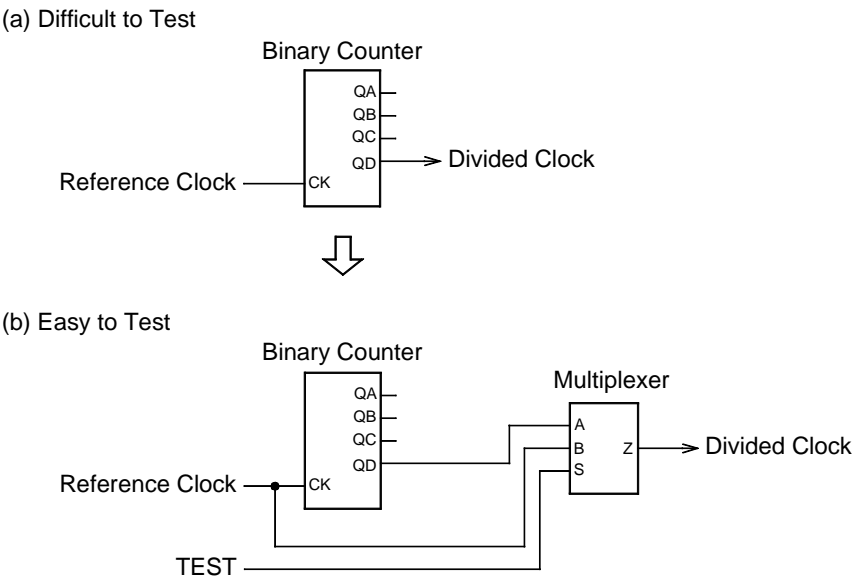 (a) Difficult to Test
Binary Counter
QA
QB
QC
QD
Divided Clock
Reference Clock
CK
(b) Easy to Test
Binary Counter
Multiplexer
QA
QB
QC
QD
A
B
Z
S
Divided Clock
Reference Clock
CK
TEST